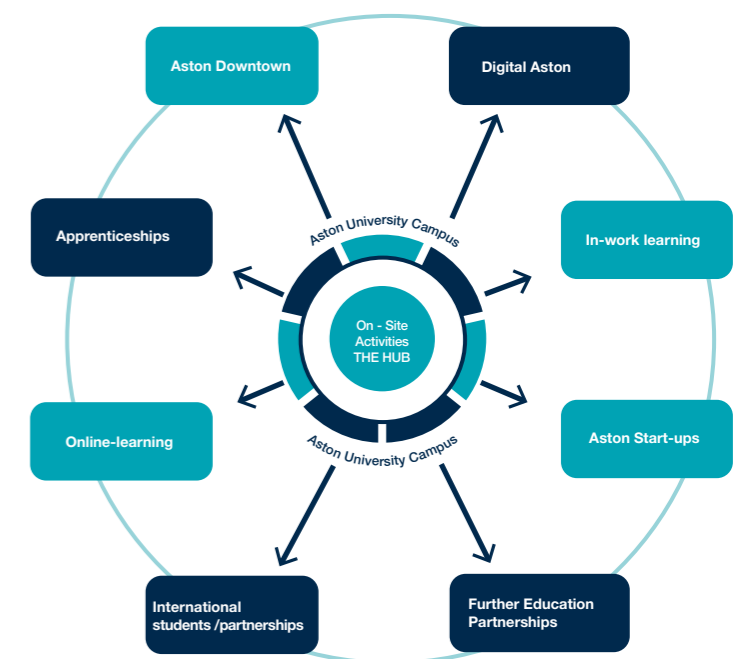 Aston Downtown
Digital Aston
Aston University Campus
Apprenticeships
In-work learning
On - Site
Activities
THE HUB
Online-learning
Aston Start-ups
Aston University Campus
International
students /partnerships
Further Education
Partnerships